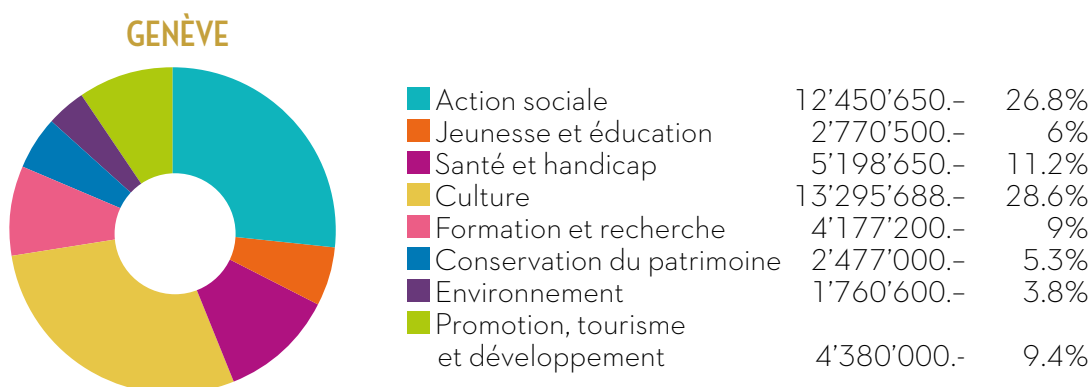 GENÈVE
Action sociale 12’450’650.– 26.8%
Jeunesse et éducation 2’770’500.– 6%
Santé et handicap 5’198’650.– 11.2%
Culture 13’295’688.– 28.6%
Formation et recherche 4’177’200.– 9%
Conservation du patrimoine 2’477’000.– 5.3%
Environnement 1’760’600.– 3.8%
Promotion, tourisme
et développement 4’380’000.- 9.4%